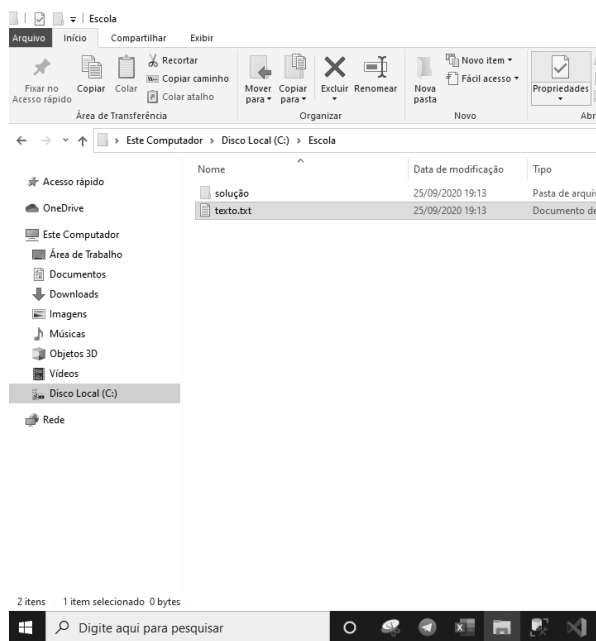 Escola
Arquivo Início Compartilhar Exibir
Fixar no Acesso rápido
Copiar
Colar
Recortar
Copiar caminho
Colar atalho
Mover para
Copiar para
Excluir
Renomear
Nova pasta
Novo item
Fácil acesso
Propriedades
Área de Transferência Organizar Novo Abr
Este Computador > Disco Local (C:) > Escola
Nome Data de modificação Tipo
solução 25/09/2020 19:13 Pasta de arquiv
texto.txt 25/09/2020 19:13 Documento de
Acesso rápido
OneDrive
Este Computador
Área de Trabalho
Documentos
Downloads
Imagens
Músicas
Objetos 3D
Vídeos
Disco Local (C:)
Rede
2 itens 1 item selecionado 0 bytes
Digite aqui para pesquisar